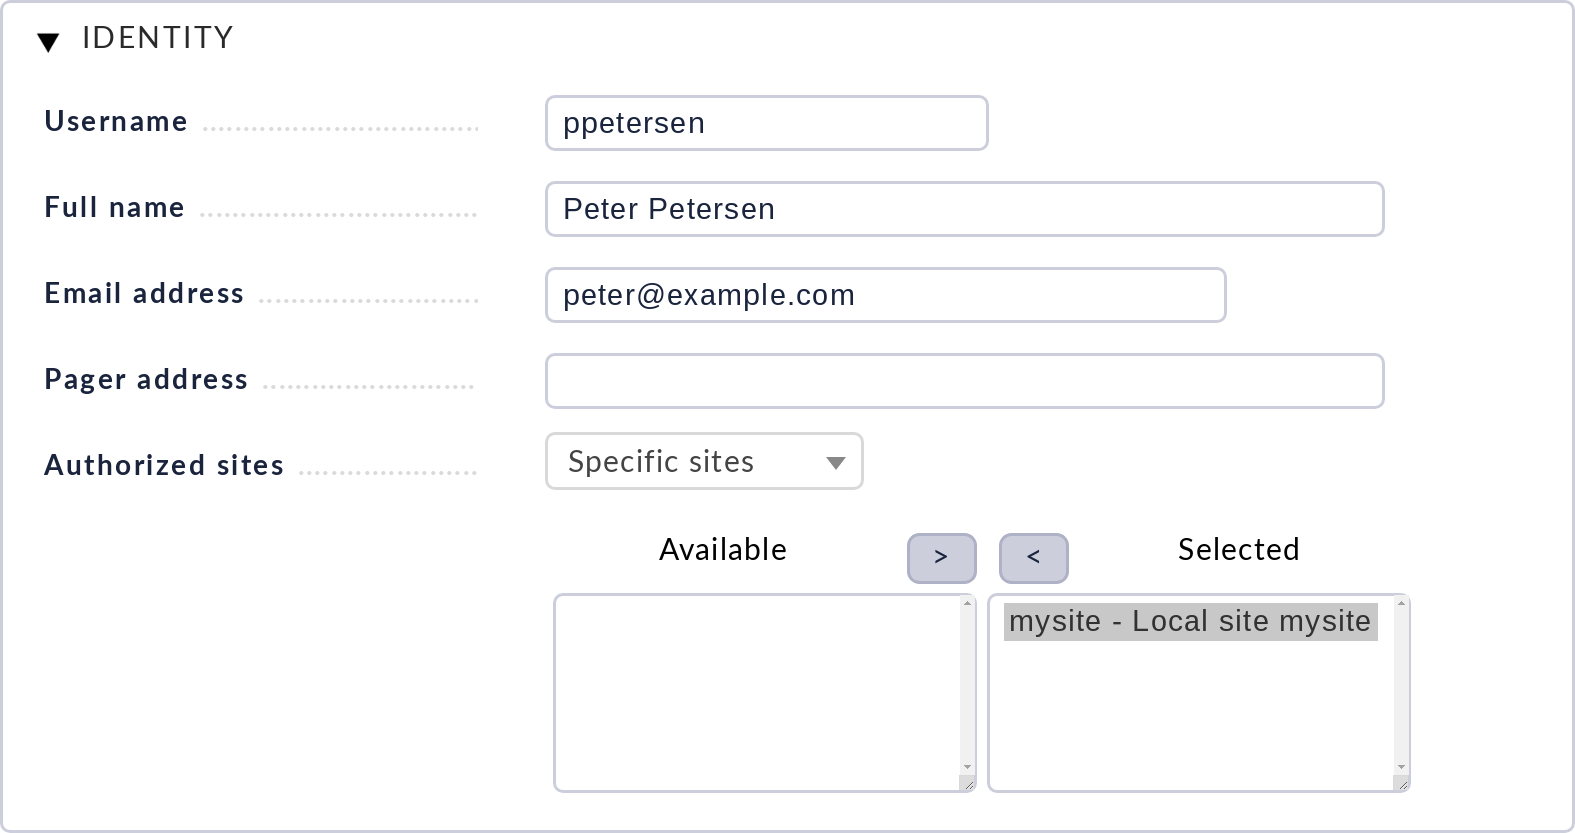 IDENTITY
Username ppetersen
Full name Peter Petersen
Email address peter@example.com
Pager address
Authorized sites Specific sites
Available > < Selected
mysite - Local site mysite